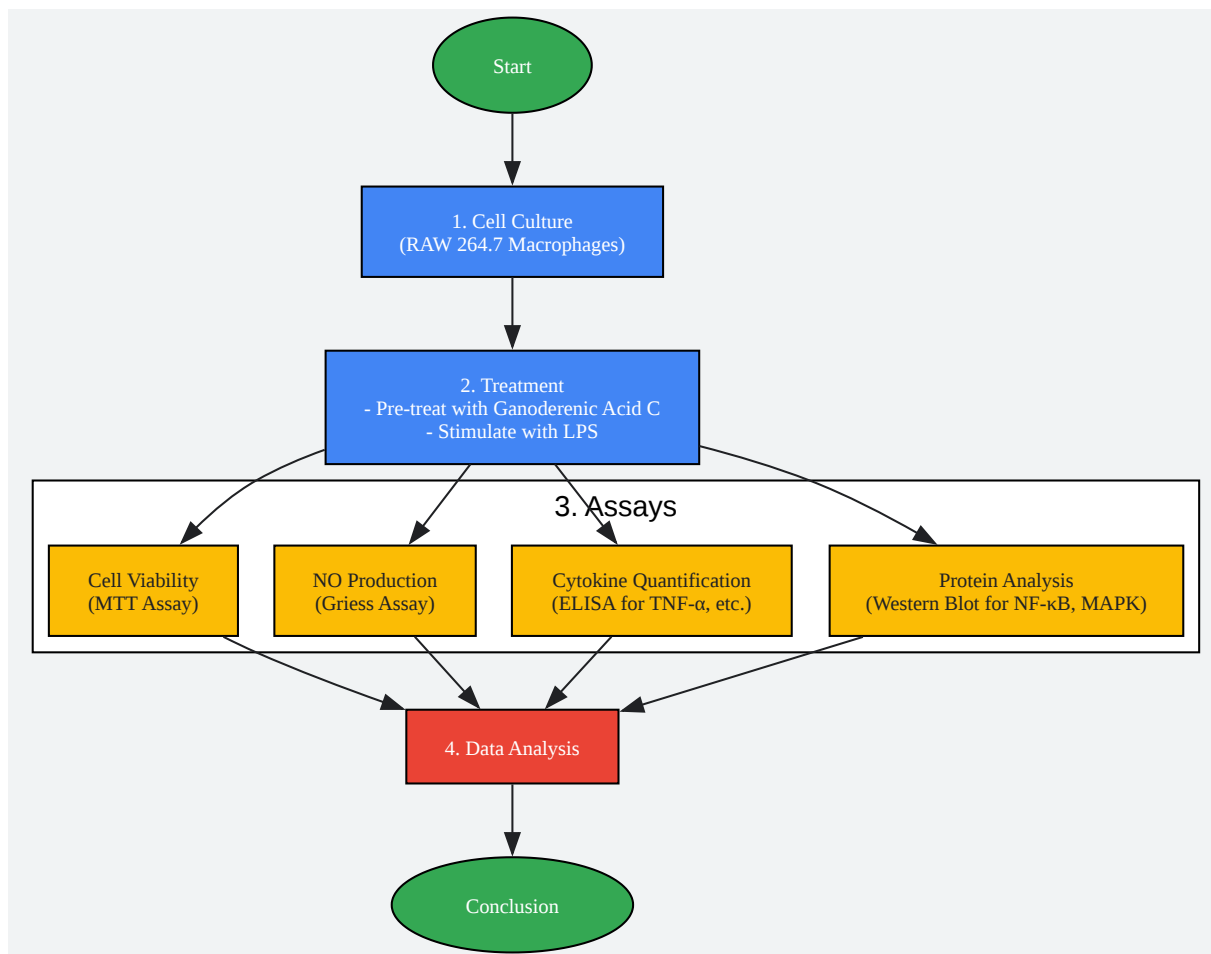 Start
1. Cell Culture
(RAW 264.7 Macrophages)
2. Treatment
- Pre-treat with Ganoderenic Acid C
- Stimulate with LPS
3. Assays
Cell Viability
(MTT Assay)
NO Production
(Griess Assay)
Cytokine Quantification
(ELISA for TNF-α, etc.)
Protein Analysis
(Western Blot for NF-κB, MAPK)
4. Data Analysis
Conclusion